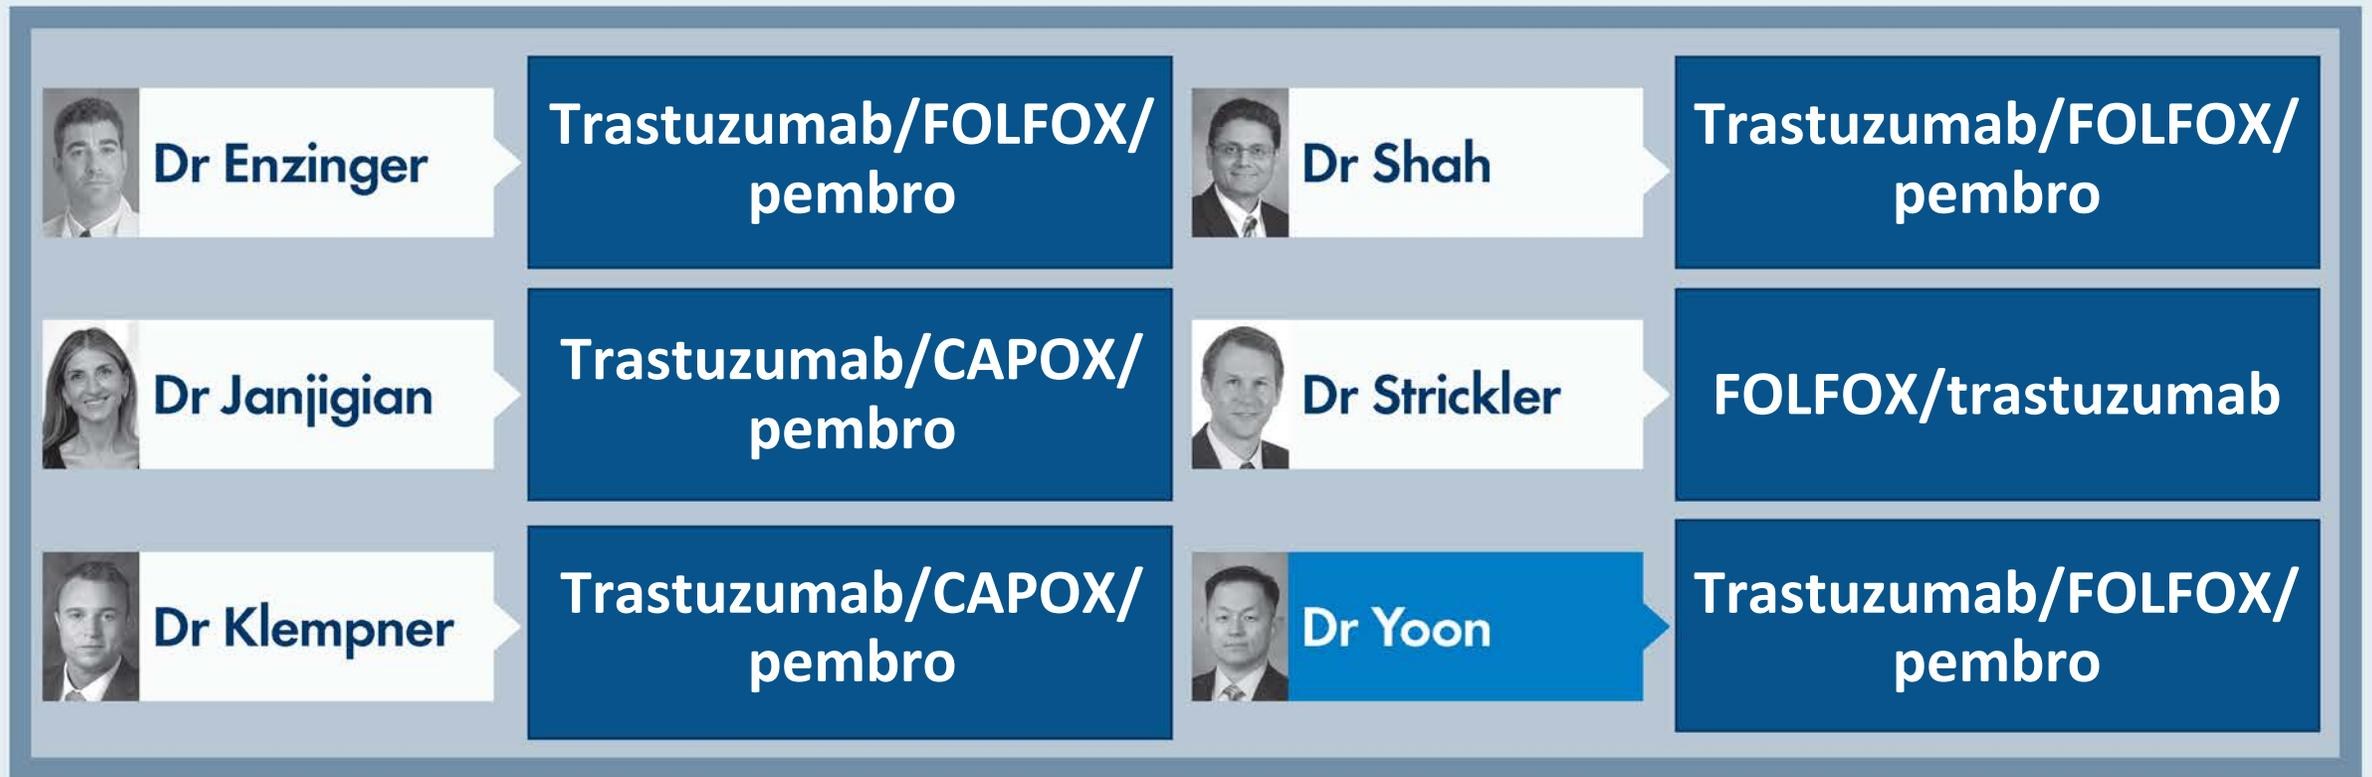 Dr Enzinger
Trastuzumab/FOLFOX/
pembro
Dr Shah
Trastuzumab/FOLFOX/
pembro
Dr Janjigian
Trastuzumab/CAPOX/
pembro
Dr Strickler
FOLFOX/trastuzumab
Dr Klempner
Trastuzumab/CAPOX/
pembro
Dr Yoon
Trastuzumab/FOLFOX/
pembro